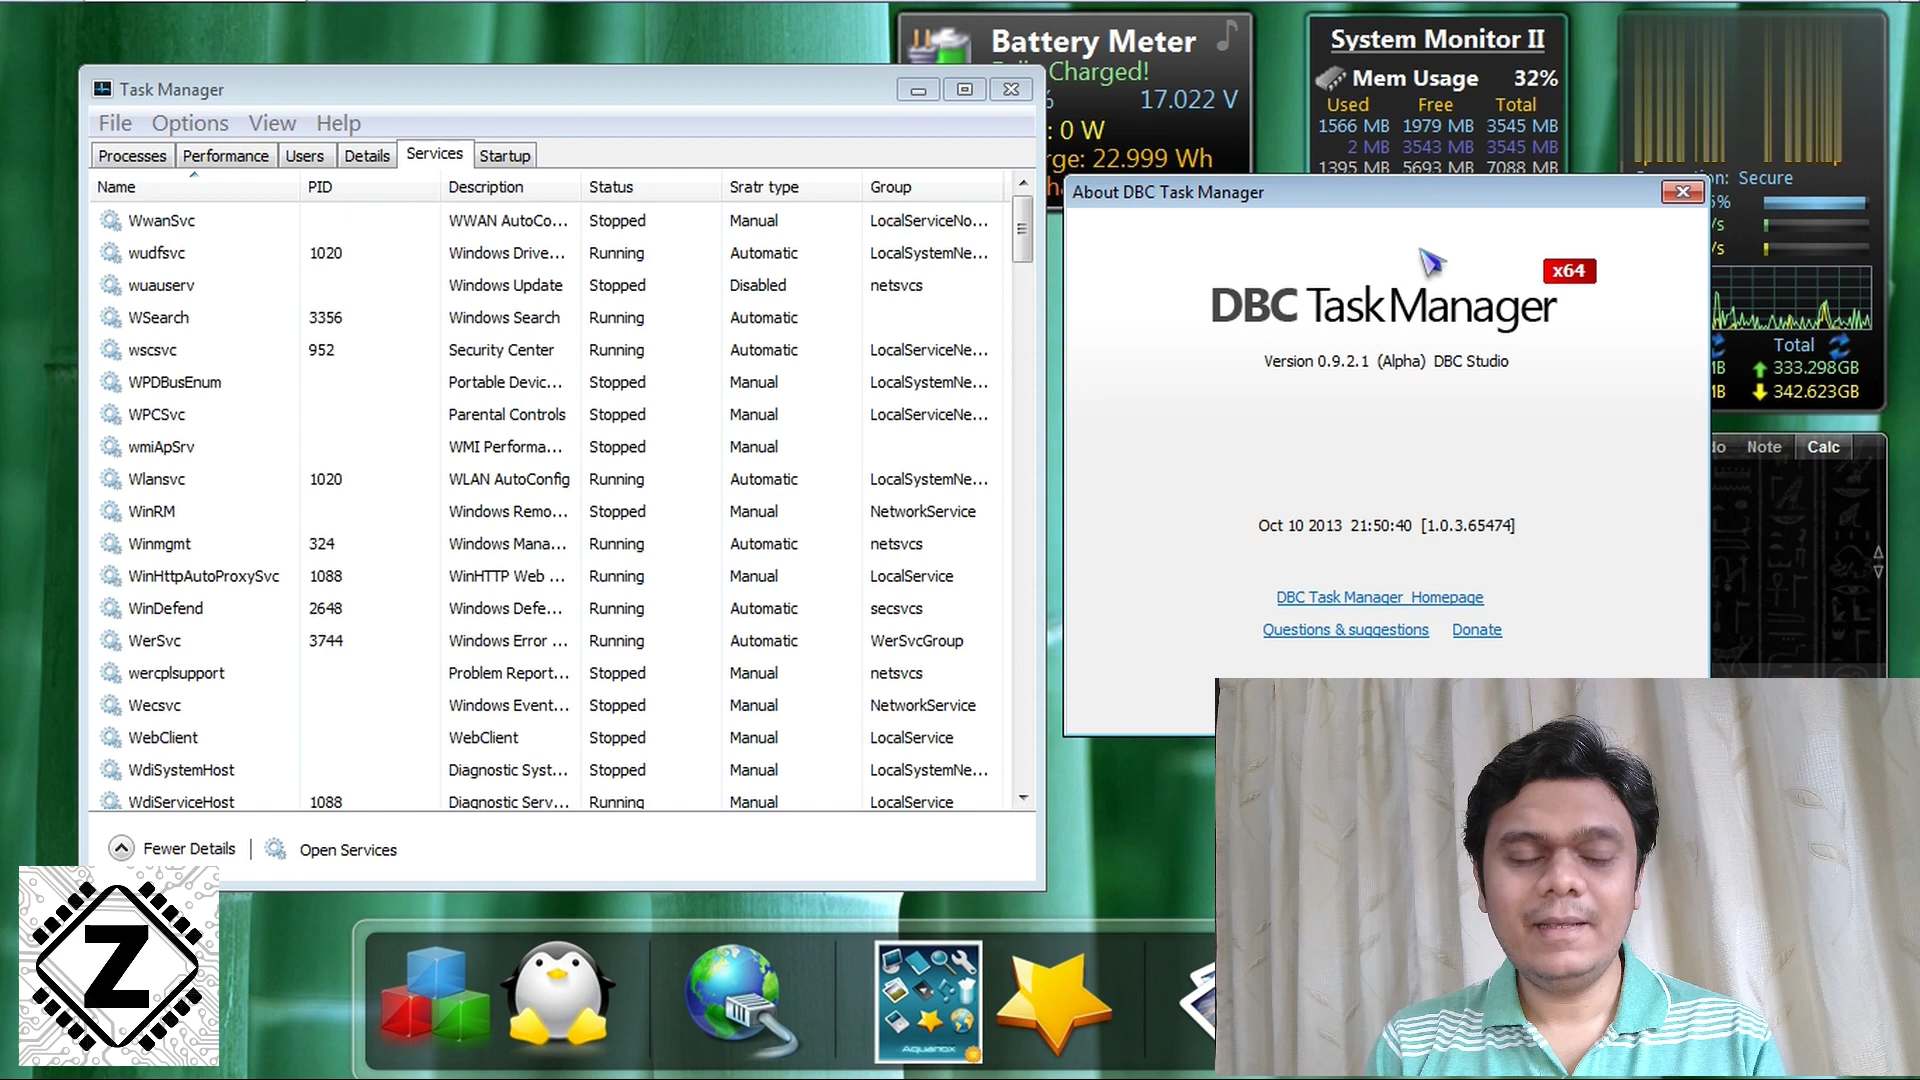 Battery Meter
Charged!
17.022 V
: 0 W
rge: 22.999 Wh
System Monitor II
Mem Usage 32%
Used Free Total
1566 MB 1979 MB 3545 MB
2 MB 3543 MB 3545 MB
1395 MB 5693 MB 7088 MB
Secure
Total
333.298GB
342.623GB
Note Calc
Task Manager
File Options View Help
Processes Performance Users Details Services Startup
Name PID Description Status Sratr type Group
WwanSvc WWAN AutoCo... Stopped Manual LocalServiceNo...
wudfsvc 1020 Windows Drive... Running Automatic LocalSystemNe...
wuauserv Windows Update Stopped Disabled netsvcs
WSearch 3356 Windows Search Running Automatic
wscsvc 952 Security Center Running Automatic LocalServiceNe...
WPDBusEnum Portable Devic... Stopped Manual LocalSystemNe...
WPCSvc Parental Controls Stopped Manual LocalServiceNe...
wmiApSrv WMI Performa... Stopped Manual
Wlansvc 1020 WLAN AutoConfig Running Automatic LocalSystemNe...
WinRM Windows Remo... Stopped Manual NetworkService
Winmgmt 324 Windows Mana... Running Automatic netsvcs
WinHttpAutoProxySvc 1088 WinHTTP Web ... Running Manual LocalService
WinDefend 2648 Windows Defe... Running Automatic secsvcs
WerSvc 3744 Windows Error ... Running Automatic WerSvcGroup
wercplsupport Problem Report... Stopped Manual netsvcs
Wecsvc Windows Event... Stopped Manual NetworkService
WebClient WebClient Stopped Manual LocalService
WdiSystemHost Diagnostic Syst... Stopped Manual LocalSystemNe...
WdiServiceHost 1088 Diagnostic Serv... Running Manual LocalService
Fewer Details Open Services
About DBC Task Manager
x64
DBC Task Manager
Version 0.9.2.1 (Alpha) DBC Studio
Oct 10 2013 21:50:40 [1.0.3.65474]
DBC Task Manager Homepage
Questions & suggestions Donate
Z
Aquanox